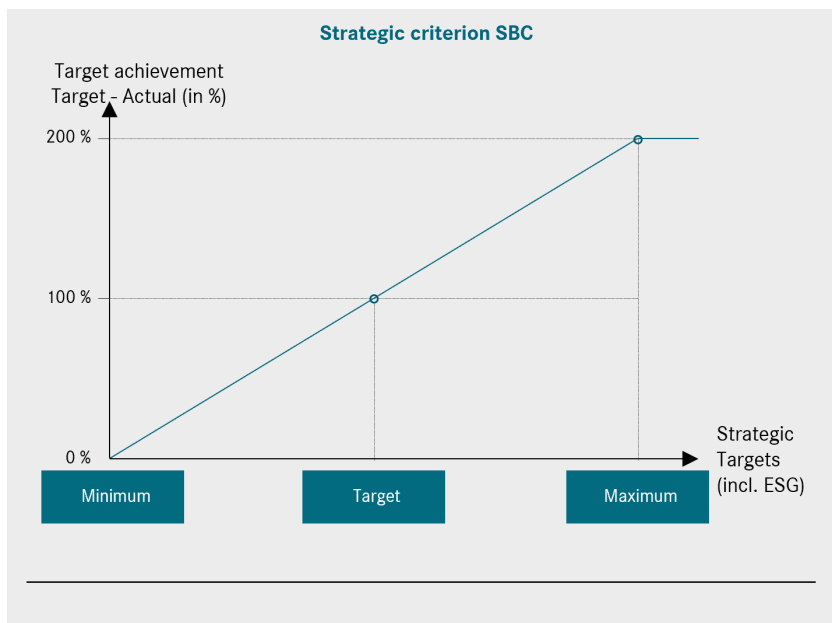 Strategic criterion SBC
Target achievement
Target - Actual (in %)
200 %
100 %
0 %
Strategic
Targets
(incl. ESG)
Minimum
Target
Maximum